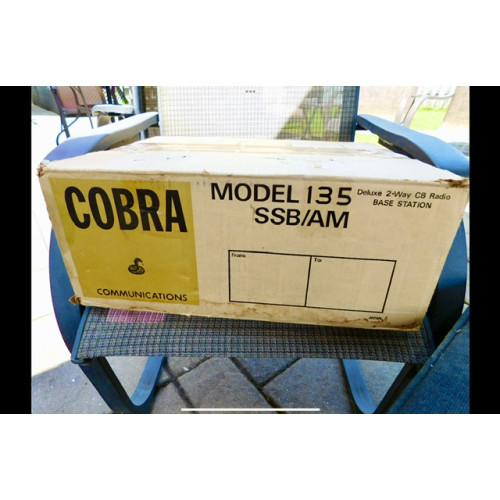 COBRA
COMMUNICATIONS
MODEL 135
SSB/AM
Deluxe 2-Way CB Radio
BASE STATION
From:
To: